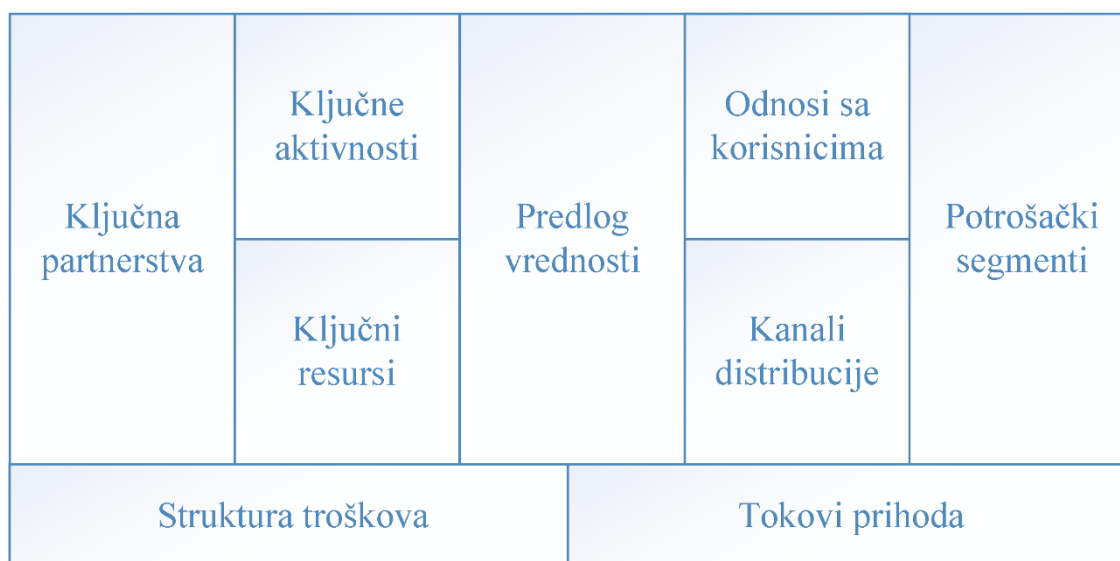 Ključna
partnerstva
Ključne
aktivnosti
Ključni
resursi
Predlog
vrednosti
Odnosi sa
korisnicima
Kanali
distribucije
Potrošački
segmenti
Struktura troškova
Tokovi prihoda